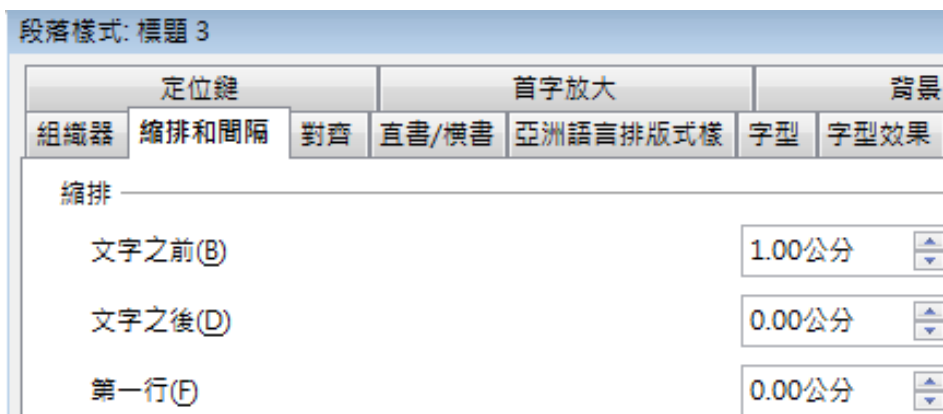 段落樣式: 標題 3
定位鍵 首字放大 背景
組織器 縮排和間隔 對齊 直書/橫書 亞洲語言排版式樣 字型 字型效果
縮排
文字之前(B) 1.00公分
文字之後(D) 0.00公分
第一行(F) 0.00公分